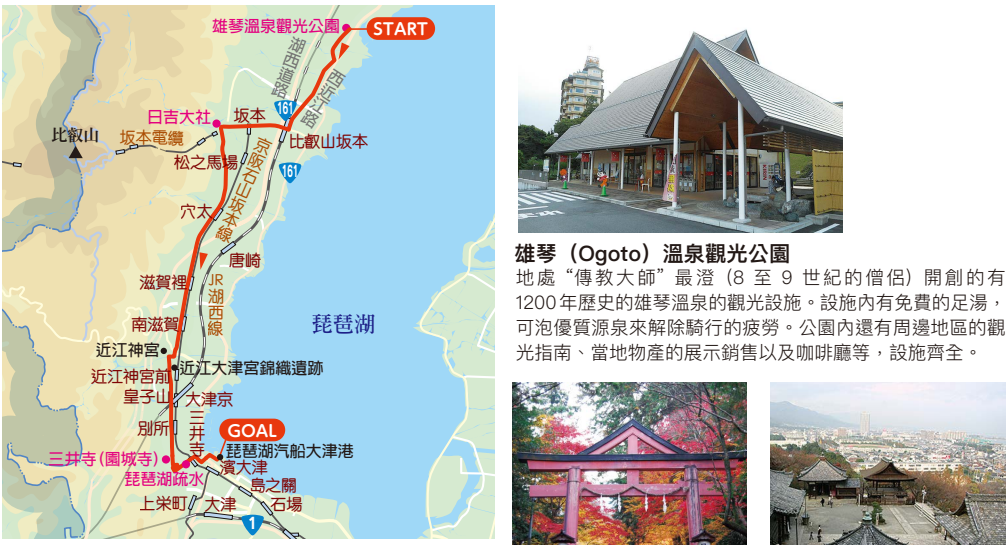 雄琴溫泉觀光公園
START
湖西道路
西近江路
161
日吉大社
坂本
比叡山
坂本電纜
比叡山坂本
松之馬場
京阪石山坂本線
161
穴太
唐崎
滋賀裡
JR湖西線
南滋賀
琵琶湖
近江神宮
近江大津宮錦織遺跡
近江神宮前
皇子山
大津京
三井寺
別所
GOAL
琵琶湖汽船大津港
三井寺(園城寺)
濱大津
琵琶湖疏水
島之關
上栄町
大津
石場
1
雄琴（Ogoto）溫泉觀光公園
地處“傳教大師”最澄（8 至 9 世紀的僧侶）開創的有
1200年歷史的雄琴溫泉的觀光設施。設施內有免費的足湯，
可泡優質源泉來解除騎行的疲勞。公園內還有周邊地區的觀
光指南、當地物產的展示銷售以及咖啡廳等，設施齊全。